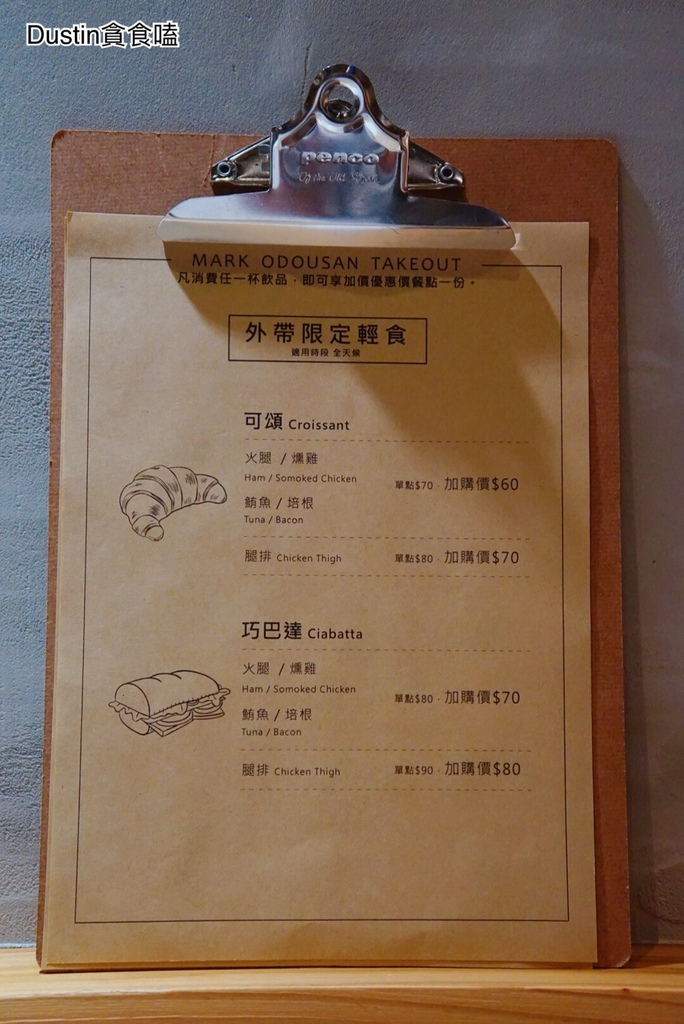 Dustin貪食嗑
penco
MARK ODOUSAN TAKEOUT
凡消費任一杯飲品，即可享加價優惠價餐點一份。
外帶限定輕食
適用時段 全天候
可頌 Croissant
火腿 / 燻雞
Ham / Somoked Chicken
單點$70 · 加購價$60
鮪魚 / 培根
Tuna / Bacon
腿排 Chicken Thigh 單點$80 · 加購價$70
巧巴達 Ciabatta
火腿 / 燻雞
Ham / Somoked Chicken
單點$80 · 加購價$70
鮪魚 / 培根
Tuna / Bacon
腿排 Chicken Thigh 單點$90 · 加購價$80